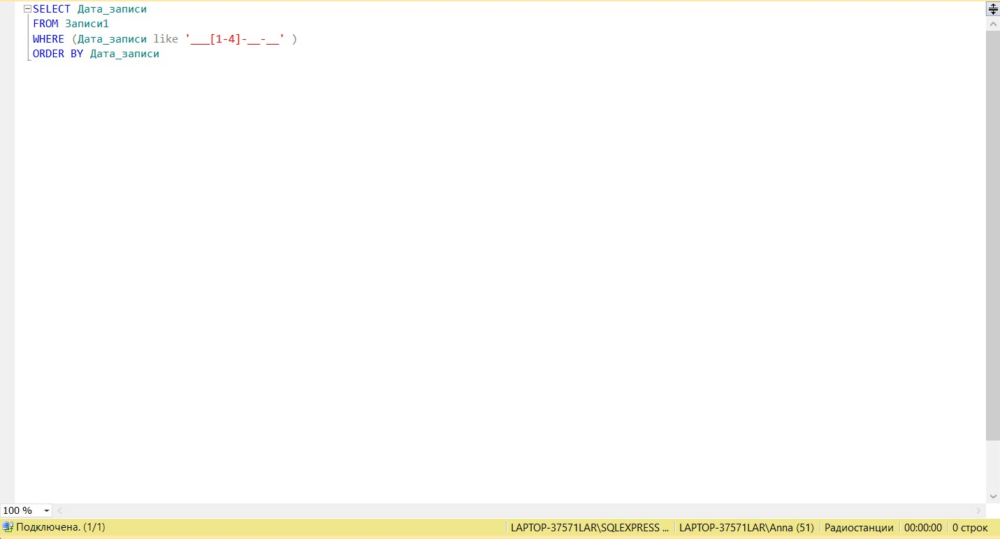 SELECT Дата_записи
FROM Записи1
WHERE (Дата_записи like '___[1-4]-__-__' )
ORDER BY Дата_записи
100 %
Подключена. (1/1)
LAPTOP-37571LAR\SQLEXPRESS ...
LAPTOP-37571LAR\Anna (51)
Радиостанции
00:00:00
0 строк